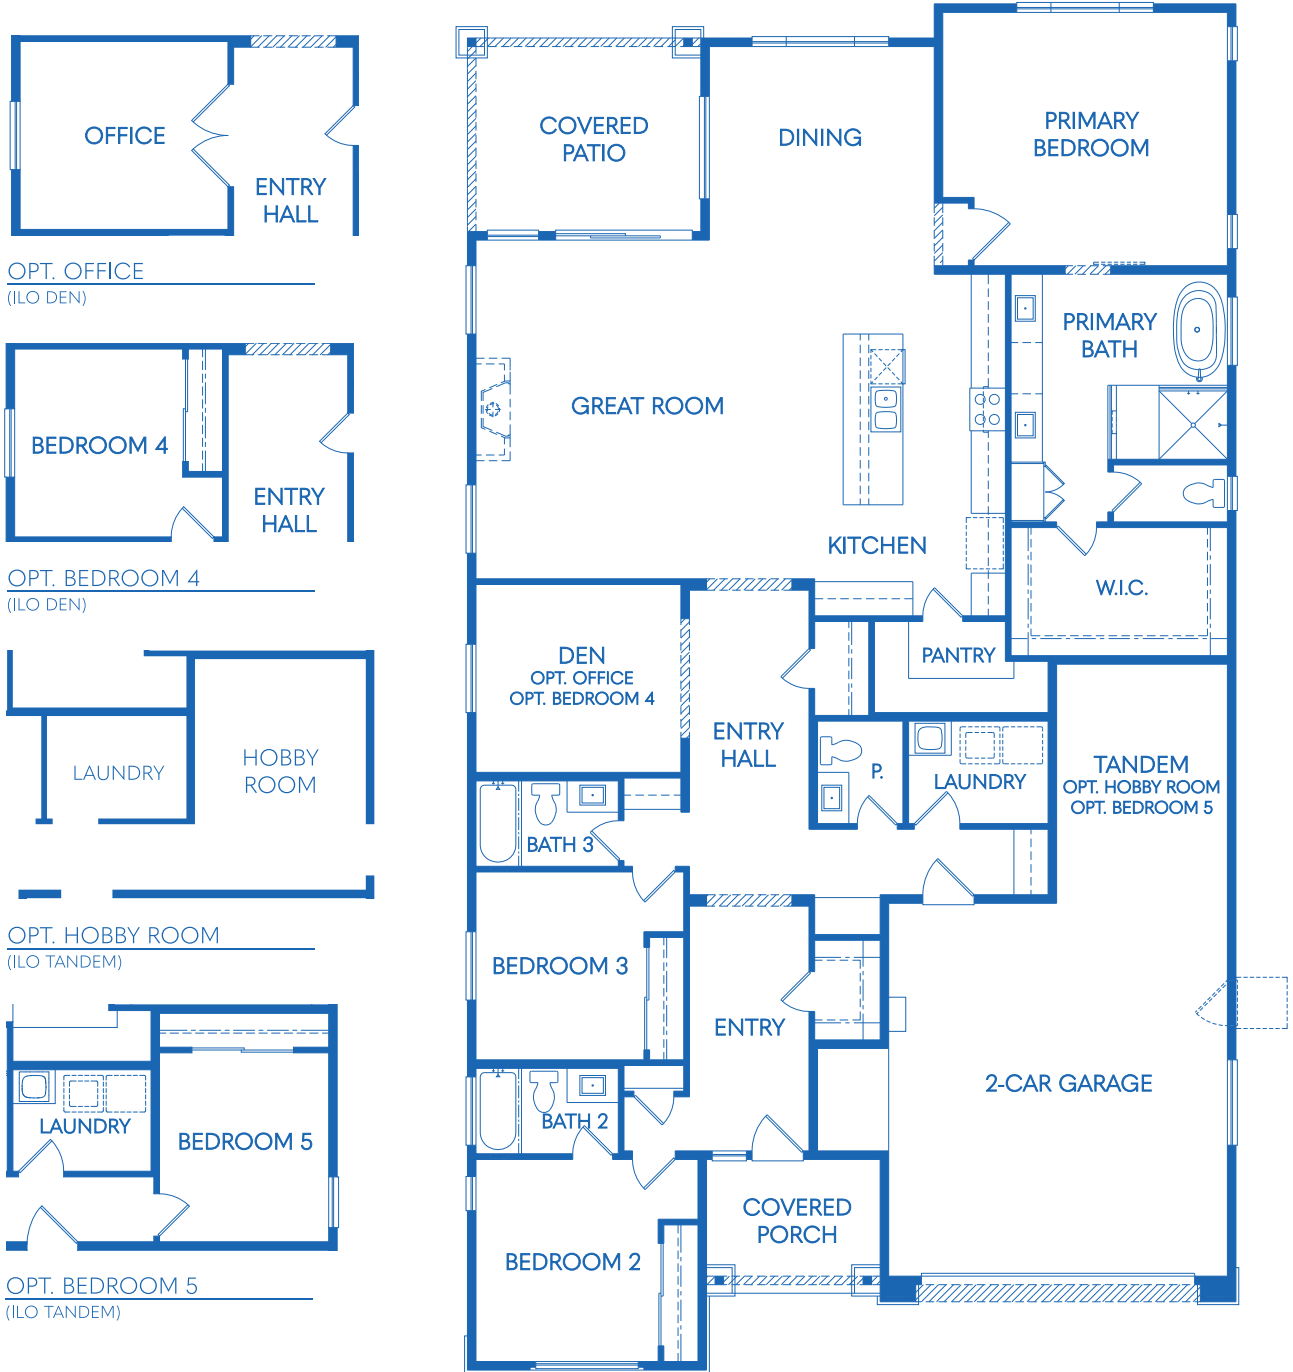 OFFICE
ENTRY
HALL
OPT. OFFICE
(ILO DEN)
BEDROOM 4
ENTRY
HALL
OPT. BEDROOM 4
(ILO DEN)
LAUNDRY
HOBBY
ROOM
OPT. HOBBY ROOM
(ILO TANDEM)
LAUNDRY
BEDROOM 5
OPT. BEDROOM 5
(ILO TANDEM)
COVERED
PATIO
DINING
PRIMARY
BEDROOM
PRIMARY
BATH
GREAT ROOM
KITCHEN
W.I.C.
DEN
OPT. OFFICE
OPT. BEDROOM 4
PANTRY
ENTRY
HALL
P.
LAUNDRY
TANDEM
OPT. HOBBY ROOM
OPT. BEDROOM 5
BATH 3
BEDROOM 3
ENTRY
2-CAR GARAGE
BATH 2
COVERED
PORCH
BEDROOM 2